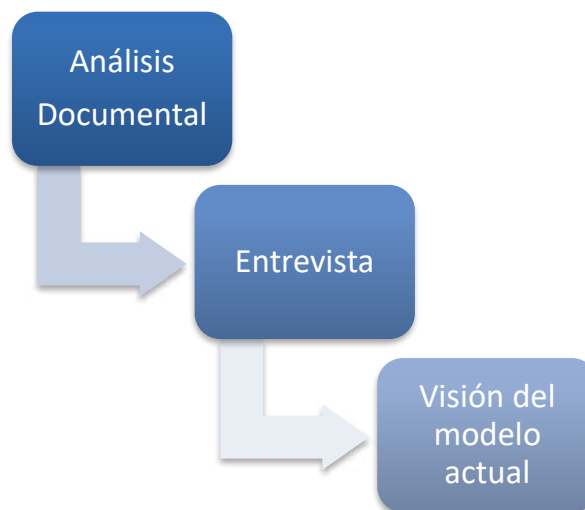 Análisis
Documental
Entrevista
Visión del
modelo
actual